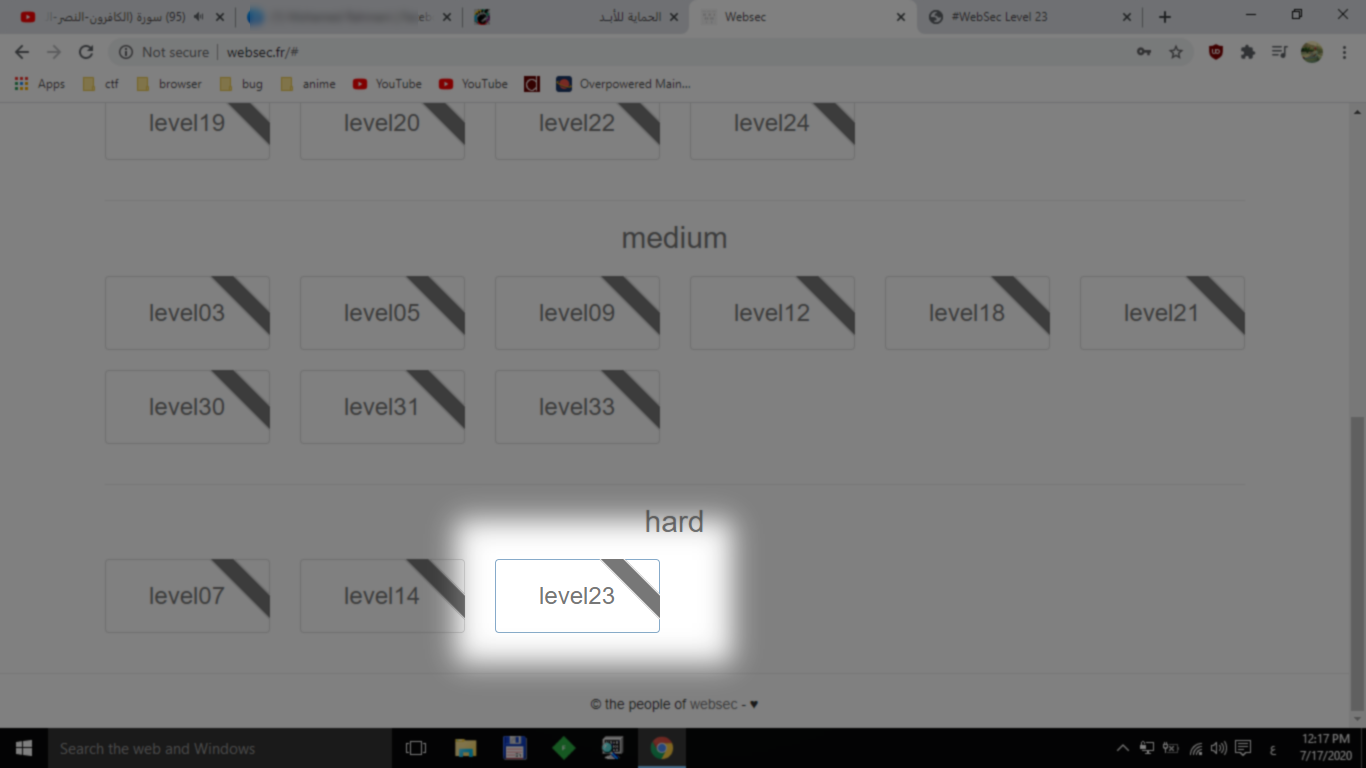 (95) سورة (الكافرون-النصر-
الحماية للأبـد
Websec
#WebSec Level 23
Not secure
websec.fr/#
Apps
ctf
browser
bug
anime
YouTube
YouTube
Overpowered Main...
level19
level20
level22
level24
medium
level03
level05
level09
level12
level18
level21
level30
level31
level33
hard
level07
level14
level23
© the people of websec - ♥
Search the web and Windows
ع
12:17 PM
7/17/2020